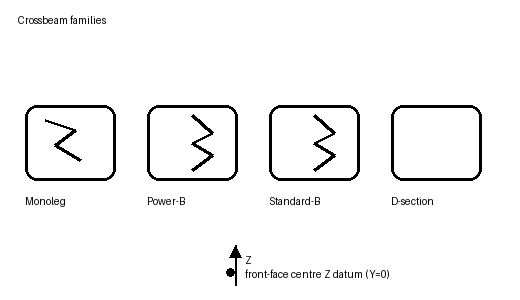 Crossbeam families
Monoleg
Power-B
Standard-B
D-section
Z
front-face centre Z datum (Y=0)